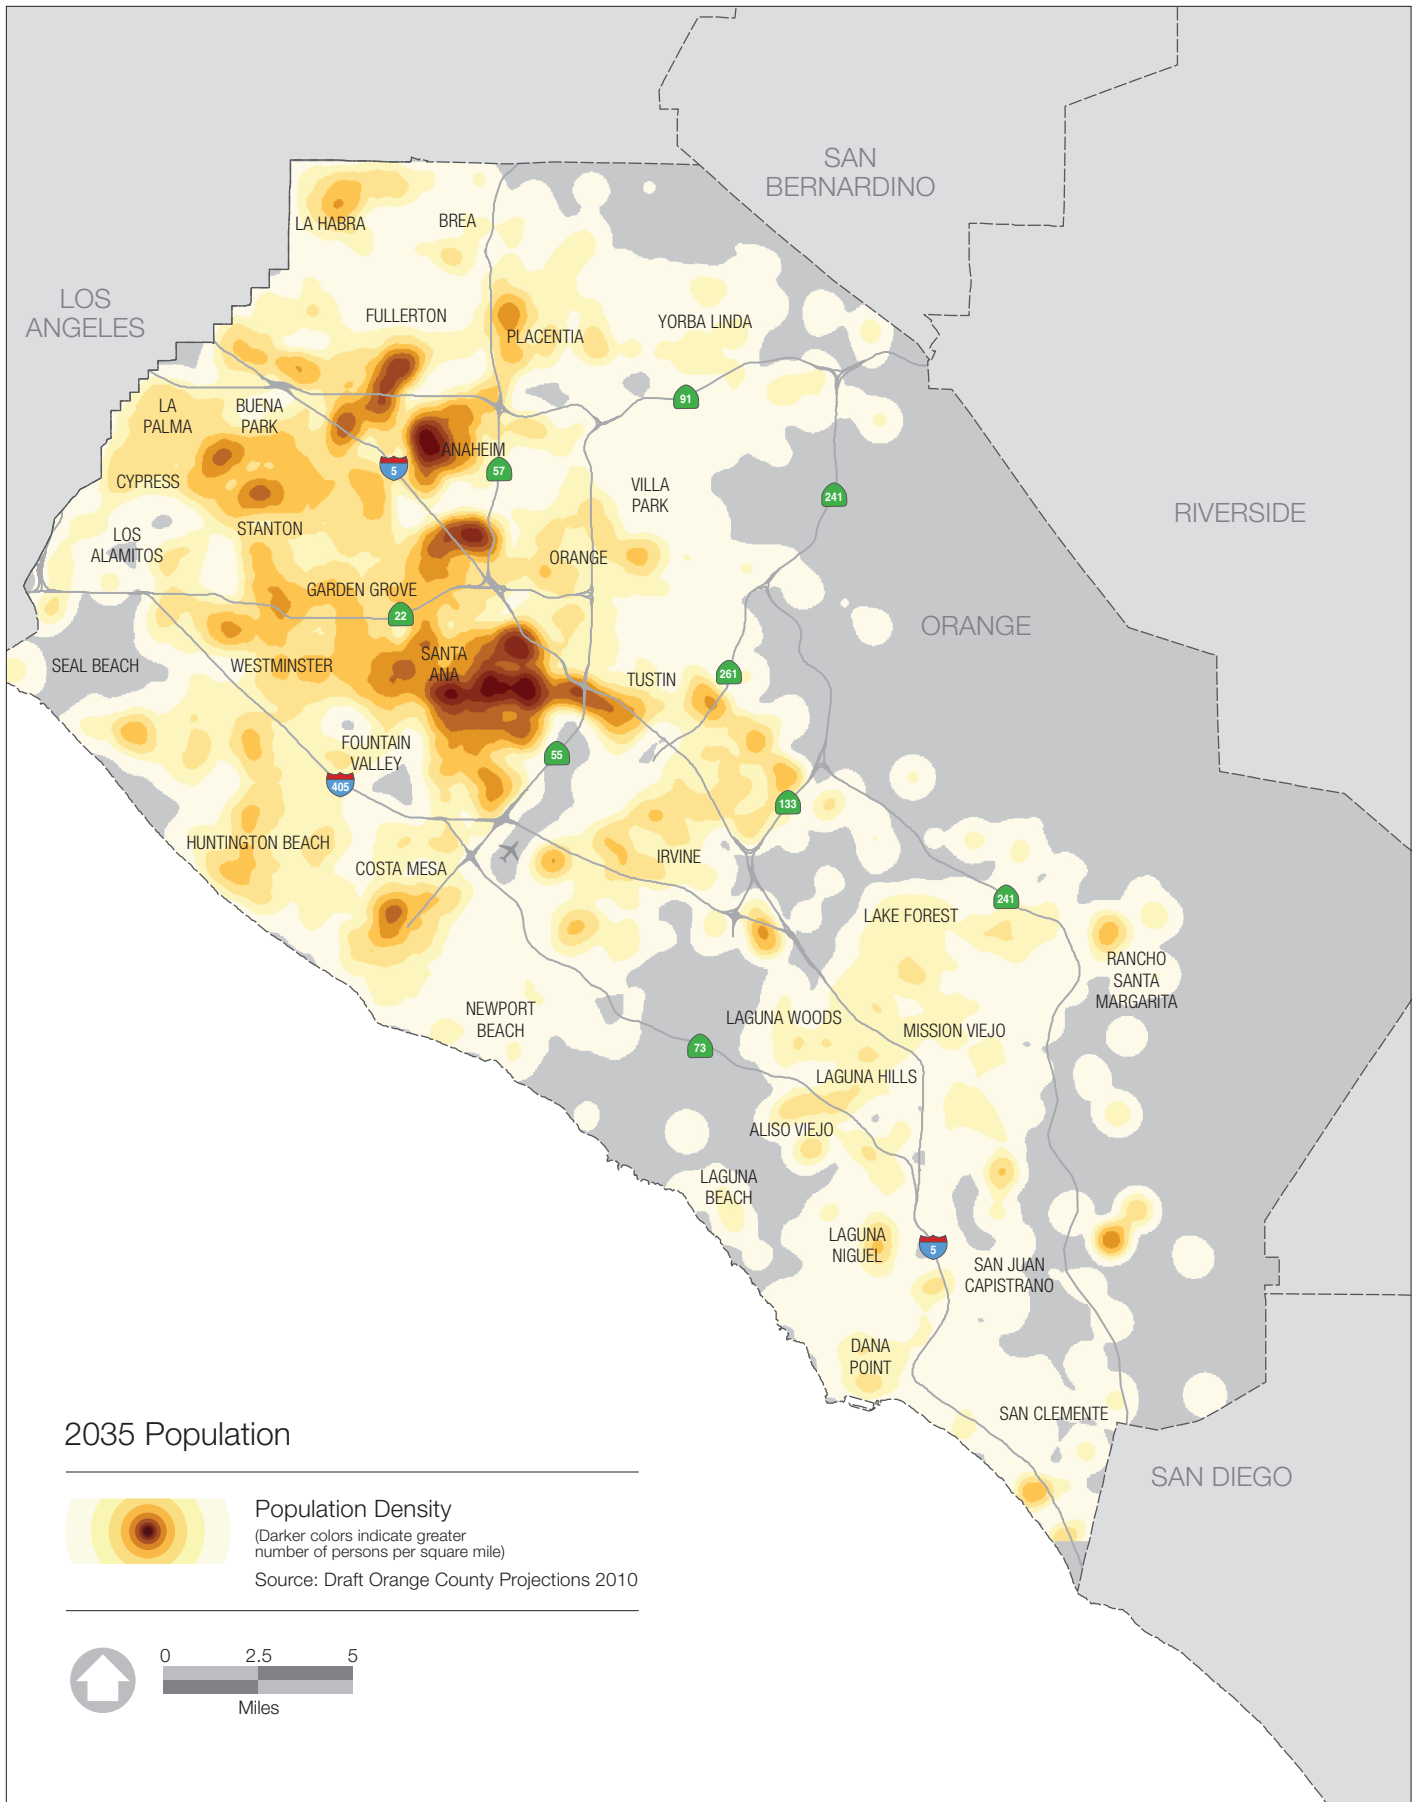 SAN
BERNARDINO
LA HABRA
BREA
LOS
ANGELES
FULLERTON
PLACENTIA
YORBA LINDA
91
LA
PALMA
BUENA
PARK
ANAHEIM
5
57
CYPRESS
VILLA
PARK
241
RIVERSIDE
STANTON
LOS
ALAMITOS
ORANGE
GARDEN GROVE
22
ORANGE
SEAL BEACH
WESTMINSTER
SANTA
ANA
TUSTIN
261
FOUNTAIN
VALLEY
55
405
133
HUNTINGTON BEACH
COSTA MESA
IRVINE
241
LAKE FOREST
RANCHO
SANTA
MARGARITA
NEWPORT
BEACH
LAGUNA WOODS
MISSION VIEJO
73
LAGUNA HILLS
ALISO VIEJO
LAGUNA
BEACH
LAGUNA
NIGUEL
5
SAN JUAN
CAPISTRANO
DANA
POINT
SAN CLEMENTE
SAN DIEGO
2035 Population
Population Density
(Darker colors indicate greater
number of persons per square mile)
Source: Draft Orange County Projections 2010
0 2.5 5
Miles